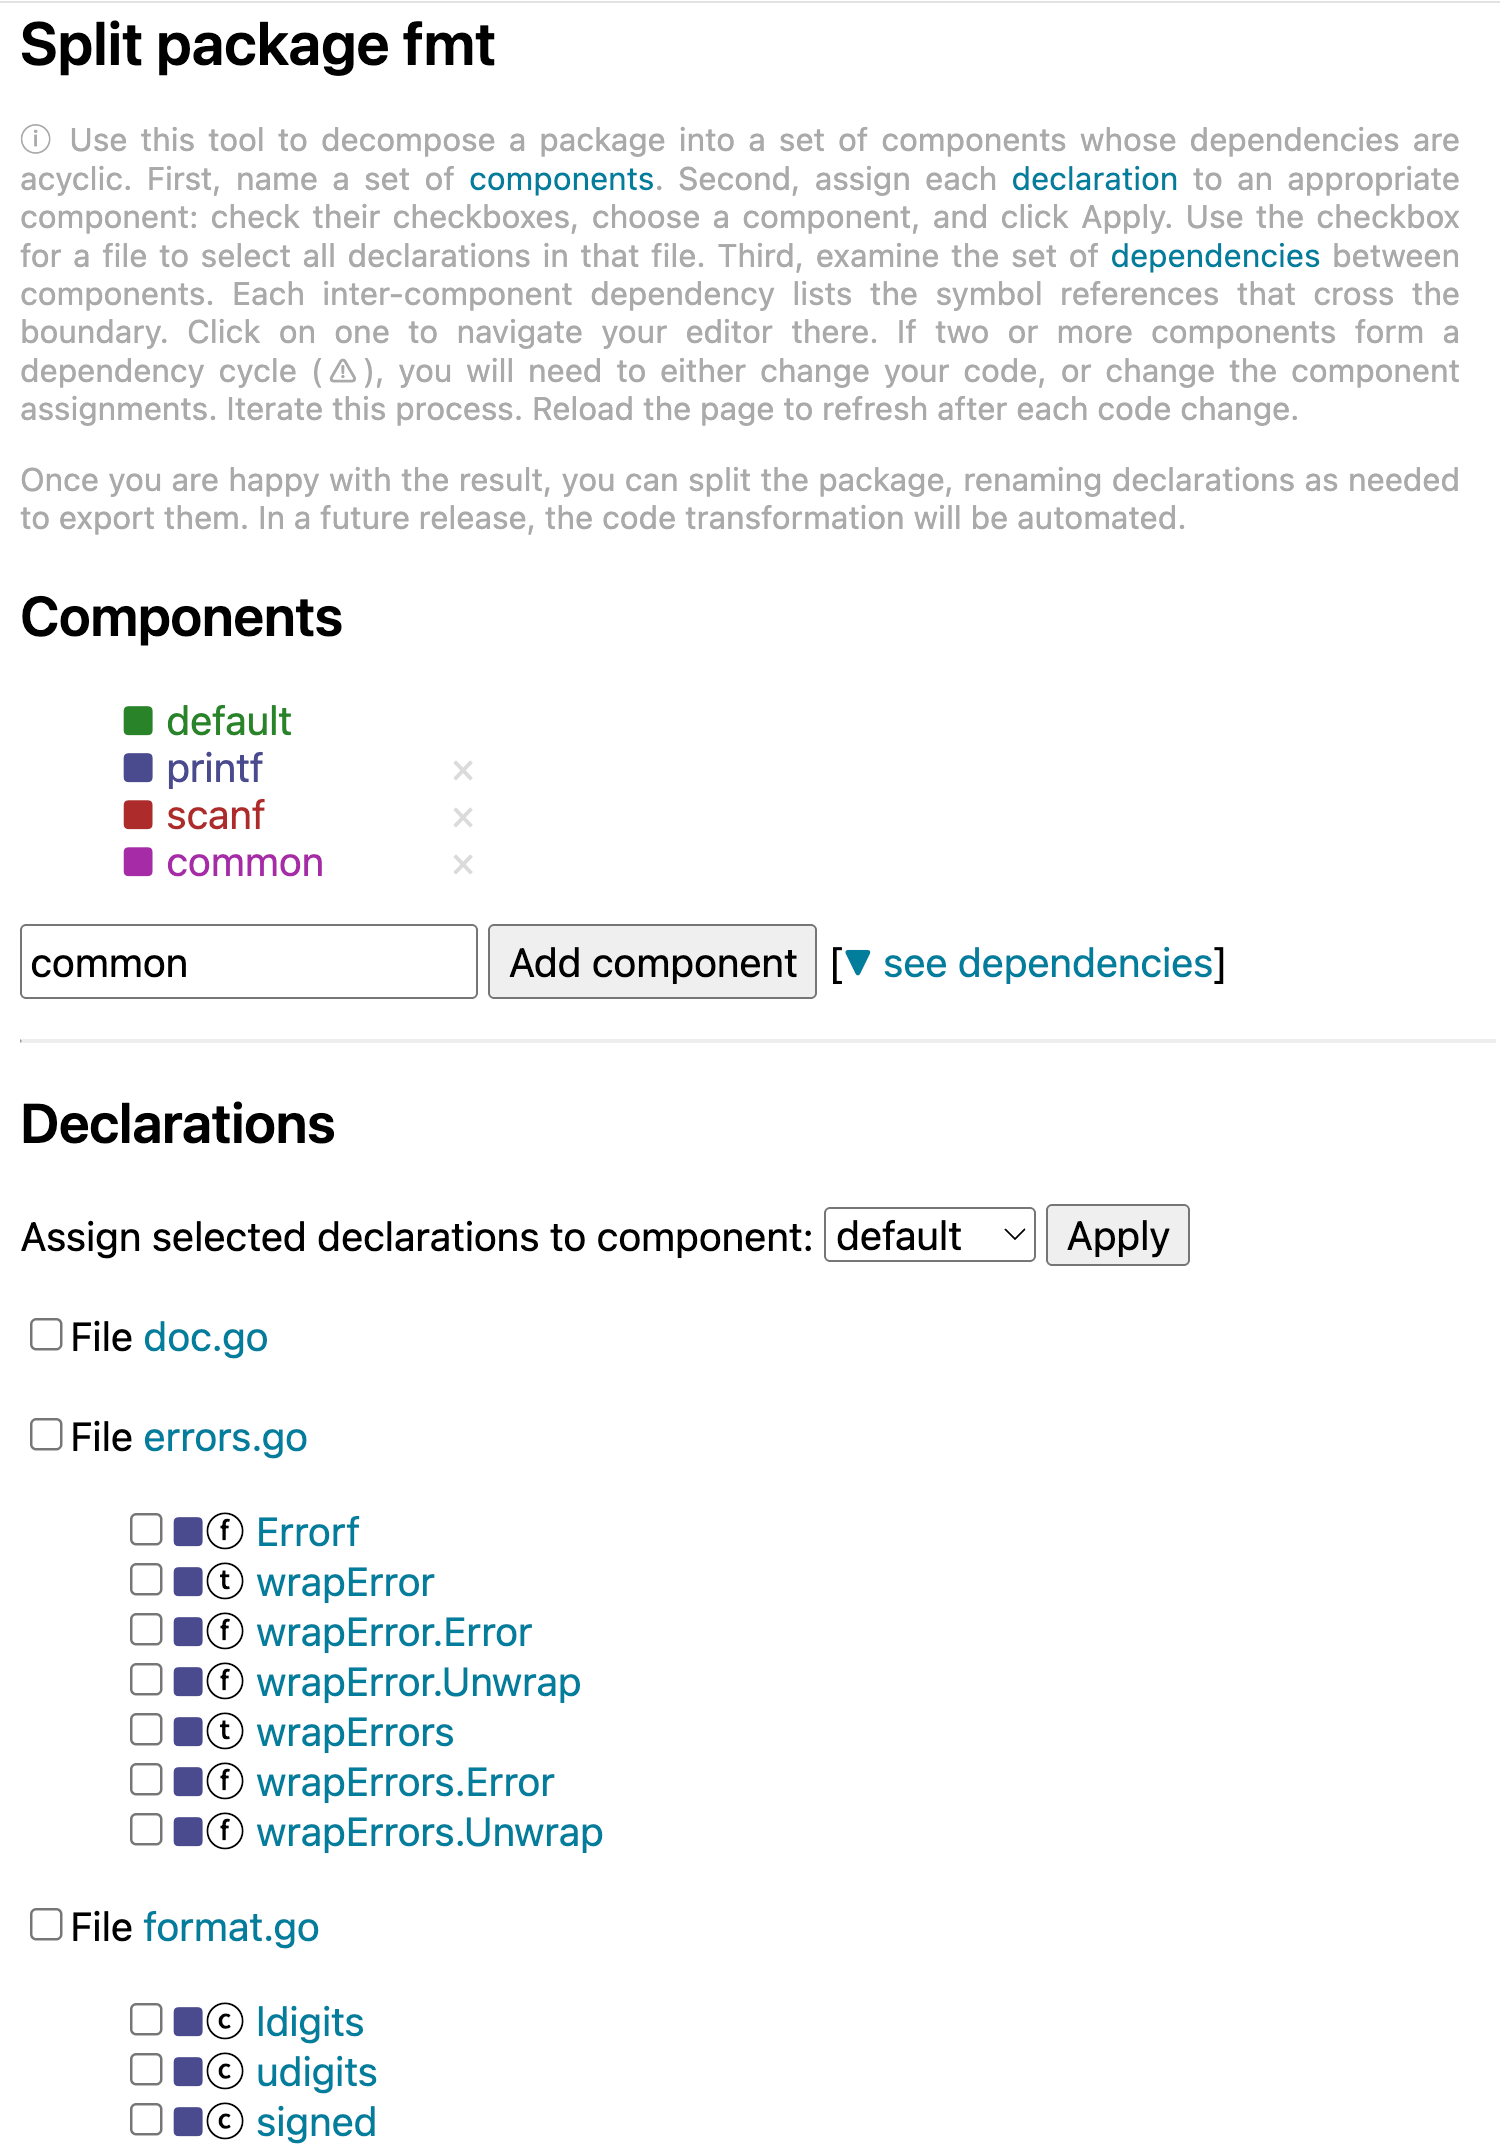 Split package fmt
ⓘ Use this tool to decompose a package into a set of components whose dependencies are
acyclic. First, name a set of components. Second, assign each declaration to an appropriate
component: check their checkboxes, choose a component, and click Apply. Use the checkbox
for a file to select all declarations in that file. Third, examine the set of dependencies between
components. Each inter-component dependency lists the symbol references that cross the
boundary. Click on one to navigate your editor there. If two or more components form a
dependency cycle (⚠), you will need to either change your code, or change the component
assignments. Iterate this process. Reload the page to refresh after each code change.
Once you are happy with the result, you can split the package, renaming declarations as needed
to export them. In a future release, the code transformation will be automated.
Components
default
printf ×
scanf ×
common ×
common Add component [▼ see dependencies]
Declarations
Assign selected declarations to component: default Apply
File doc.go
File errors.go
f Errorf
t wrapError
f wrapError.Error
f wrapError.Unwrap
t wrapErrors
f wrapErrors.Error
f wrapErrors.Unwrap
File format.go
c ldigits
c udigits
c signed